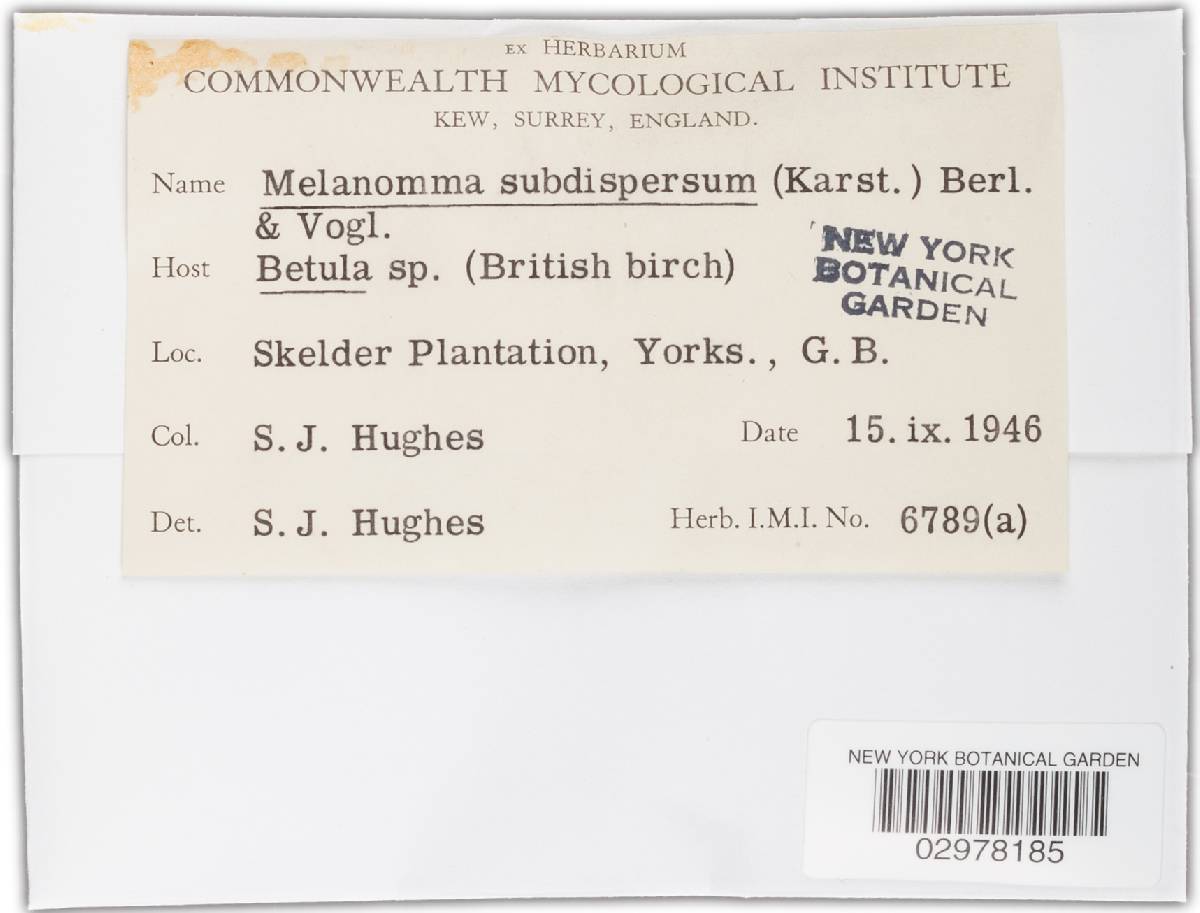 EX HERBARIUM
COMMONWEALTH MYCOLOGICAL INSTITUTE
KEW, SURREY, ENGLAND.
Name Melanomma subdispersum (Karst.) Berl.
& Vogl.
Host Betula sp. (British birch)
NEW YORK
BOTANICAL
GARDEN
Loc. Skelder Plantation, Yorks., G.B.
Col. S.J. Hughes Date 15.ix.1946
Det. S.J. Hughes Herb. I.M.I. No. 6789(a)
NEW YORK BOTANICAL GARDEN
02978185